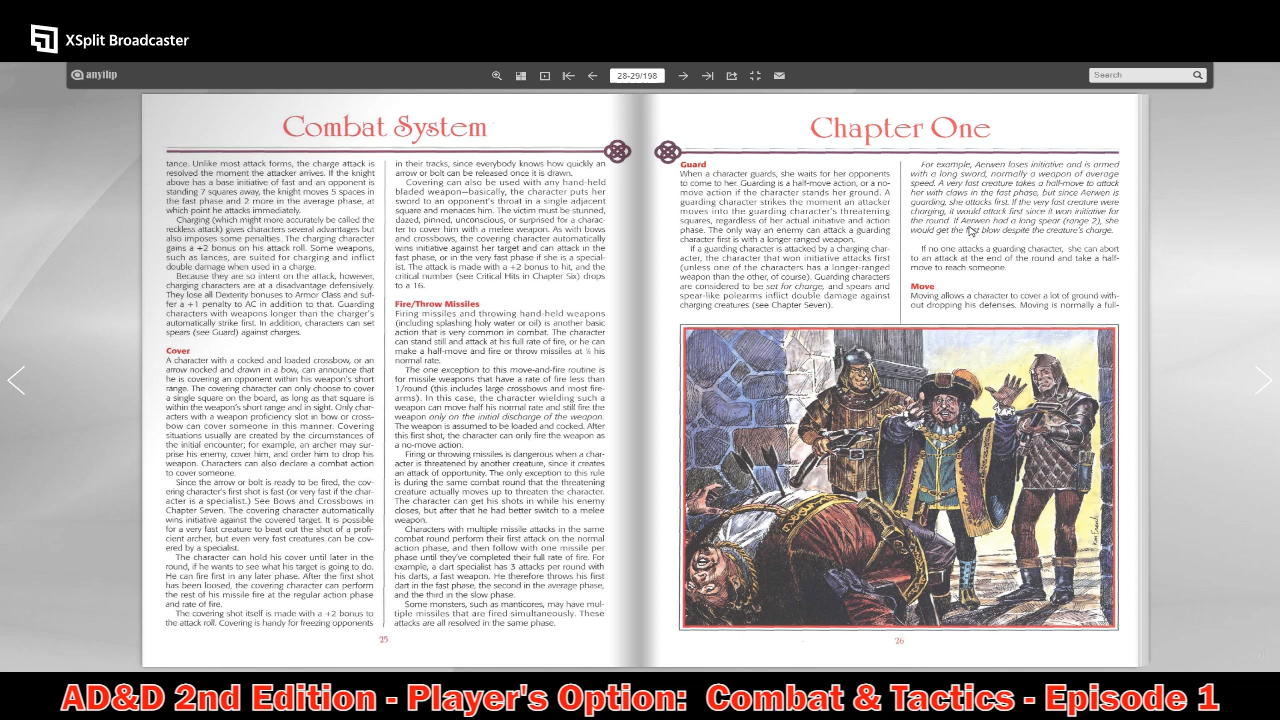 XSplit Broadcaster
anyflip
28-29/198
Search
Combat System
tance. Unlike most attack forms, the charge attack is
resolved the moment the attacker arrives. If the knight
above has a base initiative of fast and an opponent is
standing 7 squares away, the knight moves 5 spaces in
the fast phase and 2 more in the average phase, at
which point he attacks immediately.
Charging (which might more accurately be called the
reckless attack) gives characters several advantages but
also imposes penalties. The charging character
gains a +2 bonus on his attack roll. Some weapons,
such as lances, are suited for charging and inflict
double damage when used in a charge.
Because they are so intent on the attack, however,
charging characters are at a disadvantage defensively.
They lose all Dexterity bonuses to Armor Class and suf-
fer a +1 penalty to AC in addition to that. Guarding
characters with weapons longer than the charger's
automatically strike first. In addition, characters can set
spears (see Guard) against charges.
Cover
A character with a cocked and loaded crossbow, or an
arrow nocked and drawn in a bow, can announce that
he is covering an opponent within his weapon's short
range. The covering character can only choose to cover
a single square on the board, as long as that square is
within the weapon's short range and in sight. Only char-
acters with a weapon proficiency slot in bow or cross-
bow can cover someone in this manner. Covering
situations usually are created by the circumstances of
the initial encounter; for example, an archer may sur-
prise his enemy, cover him, and order him to drop his
weapon. Characters can also declare a combat action
to cover someone.
Since the arrow or bolt is ready to be fired, the cov-
ering character's first shot is fast (or very fast if the char-
acter is a specialist.) See Bows and Crossbows in
Chapter Seven. The covering character automatically
wins initiative against the covered target. It is possible
for a very fast creature to beat out the shot of a profi-
cient archer, but even very fast creatures can be cov-
ered by a specialist.
The character can hold his cover until later in the
round, if he wants to see what his target is going to do.
He can fire first in any later phase. After the first shot
has been loosed, the covering character can perform
the rest of his missile fire at the regular action phase
and rate of fire.
The covering shot itself is made with a +2 bonus to
the attack roll. Covering is handy for freezing opponents
in their tracks, since everybody knows how quickly an
arrow or bolt can be released once it is drawn.
Covering can also be used with any hand-held
bladed weapon—basically, the character puts her
sword to an opponent's throat in a single adjacent
square and menaces him. The victim must be stunned,
dazed, pinned, unconscious, or surprised for a charac-
ter to cover him with a melee weapon. As with bows
and crossbows, the covering character automatically
wins initiative against her target and can attack in the
fast phase, or in the very fast phase if she is a special-
ist. The attack is made with a +2 bonus to hit, and the
critical number (see Critical Hits in Chapter Six) drops
to a 16.
Fire/Throw Missiles
Firing missiles and throwing hand-held weapons
(including splashing holy water or oil) is another basic
action that is very common in combat. The character
can stand still and attack at his full rate of fire, or he can
make a half-move and fire or throw missiles at ½ his
normal rate.
The one exception to this move-and-fire routine is
for missile weapons that have a rate of fire less than
1/round (this includes large crossbows and most fire-
arms). In this case, the character wielding such a
weapon can move half his normal rate and still fire the
weapon only on the initial discharge of the weapon.
The weapon is assumed to be loaded and cocked. After
this first shot, the character can only fire the weapon as
a no-move action.
Firing or throwing missiles is dangerous when a char-
acter is threatened by another creature, since it creates
an attack of opportunity. The only exception to this rule
is during the same combat round that the threatening
creature actually moves up to threaten the character.
The character can get his shots in while his enemy
closes, but after that he had better switch to a melee
weapon.
Characters with multiple missile attacks in the same
combat round perform their first attack on the normal
action phase, and then follow with one missile per
phase until they've completed their full rate of fire. For
example, a dart specialist has 3 attacks per round with
his darts, a fast weapon. He therefore throws his first
dart in the fast phase, the second in the average phase,
and the third in the slow phase.
Some monsters, such as manticores, may have mul-
tiple missiles that are fired simultaneously. These
attacks are all resolved in the same phase.
25
Chapter One
Guard
When a character guards, she waits for her opponents
to come to her. Guarding is a half-move action, or a no-
move action if the character stands her ground. A
guarding character strikes the moment an attacker
moves into the guarding character's threatening
squares, regardless of her actual initiative and action
phase. The only way an enemy can attack a guarding
character first is with a longer-ranged weapon.
If a guarding character is attacked by a charging char-
acter, the character that won initiative attacks first
(unless one of the characters has a longer-ranged
weapon than the other, of course). Guarding characters
are considered to be set for charge, and spears and
spear-like polearms inflict double damage against
charging creatures (see Chapter Seven).
For example, Aerwen loses initiative and is armed
with a long sword, normally a weapon of average
speed. A very fast creature takes a half-move to attack
her with claws in the fast phase, but since Aerwen is
guarding, she attacks first. If the very fast creature were
charging, it would attack first since it won initiative for
the round. If Aerwen had a long spear (range 2), she
would get the first blow despite the creature's charge.
If no one attacks a guarding character, she can abort
to an attack at the end of the round and take a half-
move to reach someone.
Move
Moving allows a character to cover a lot of ground with-
out dropping his defenses. Moving is normally a full-
26
AD&D 2nd Edition - Player's Option: Combat & Tactics - Episode 1